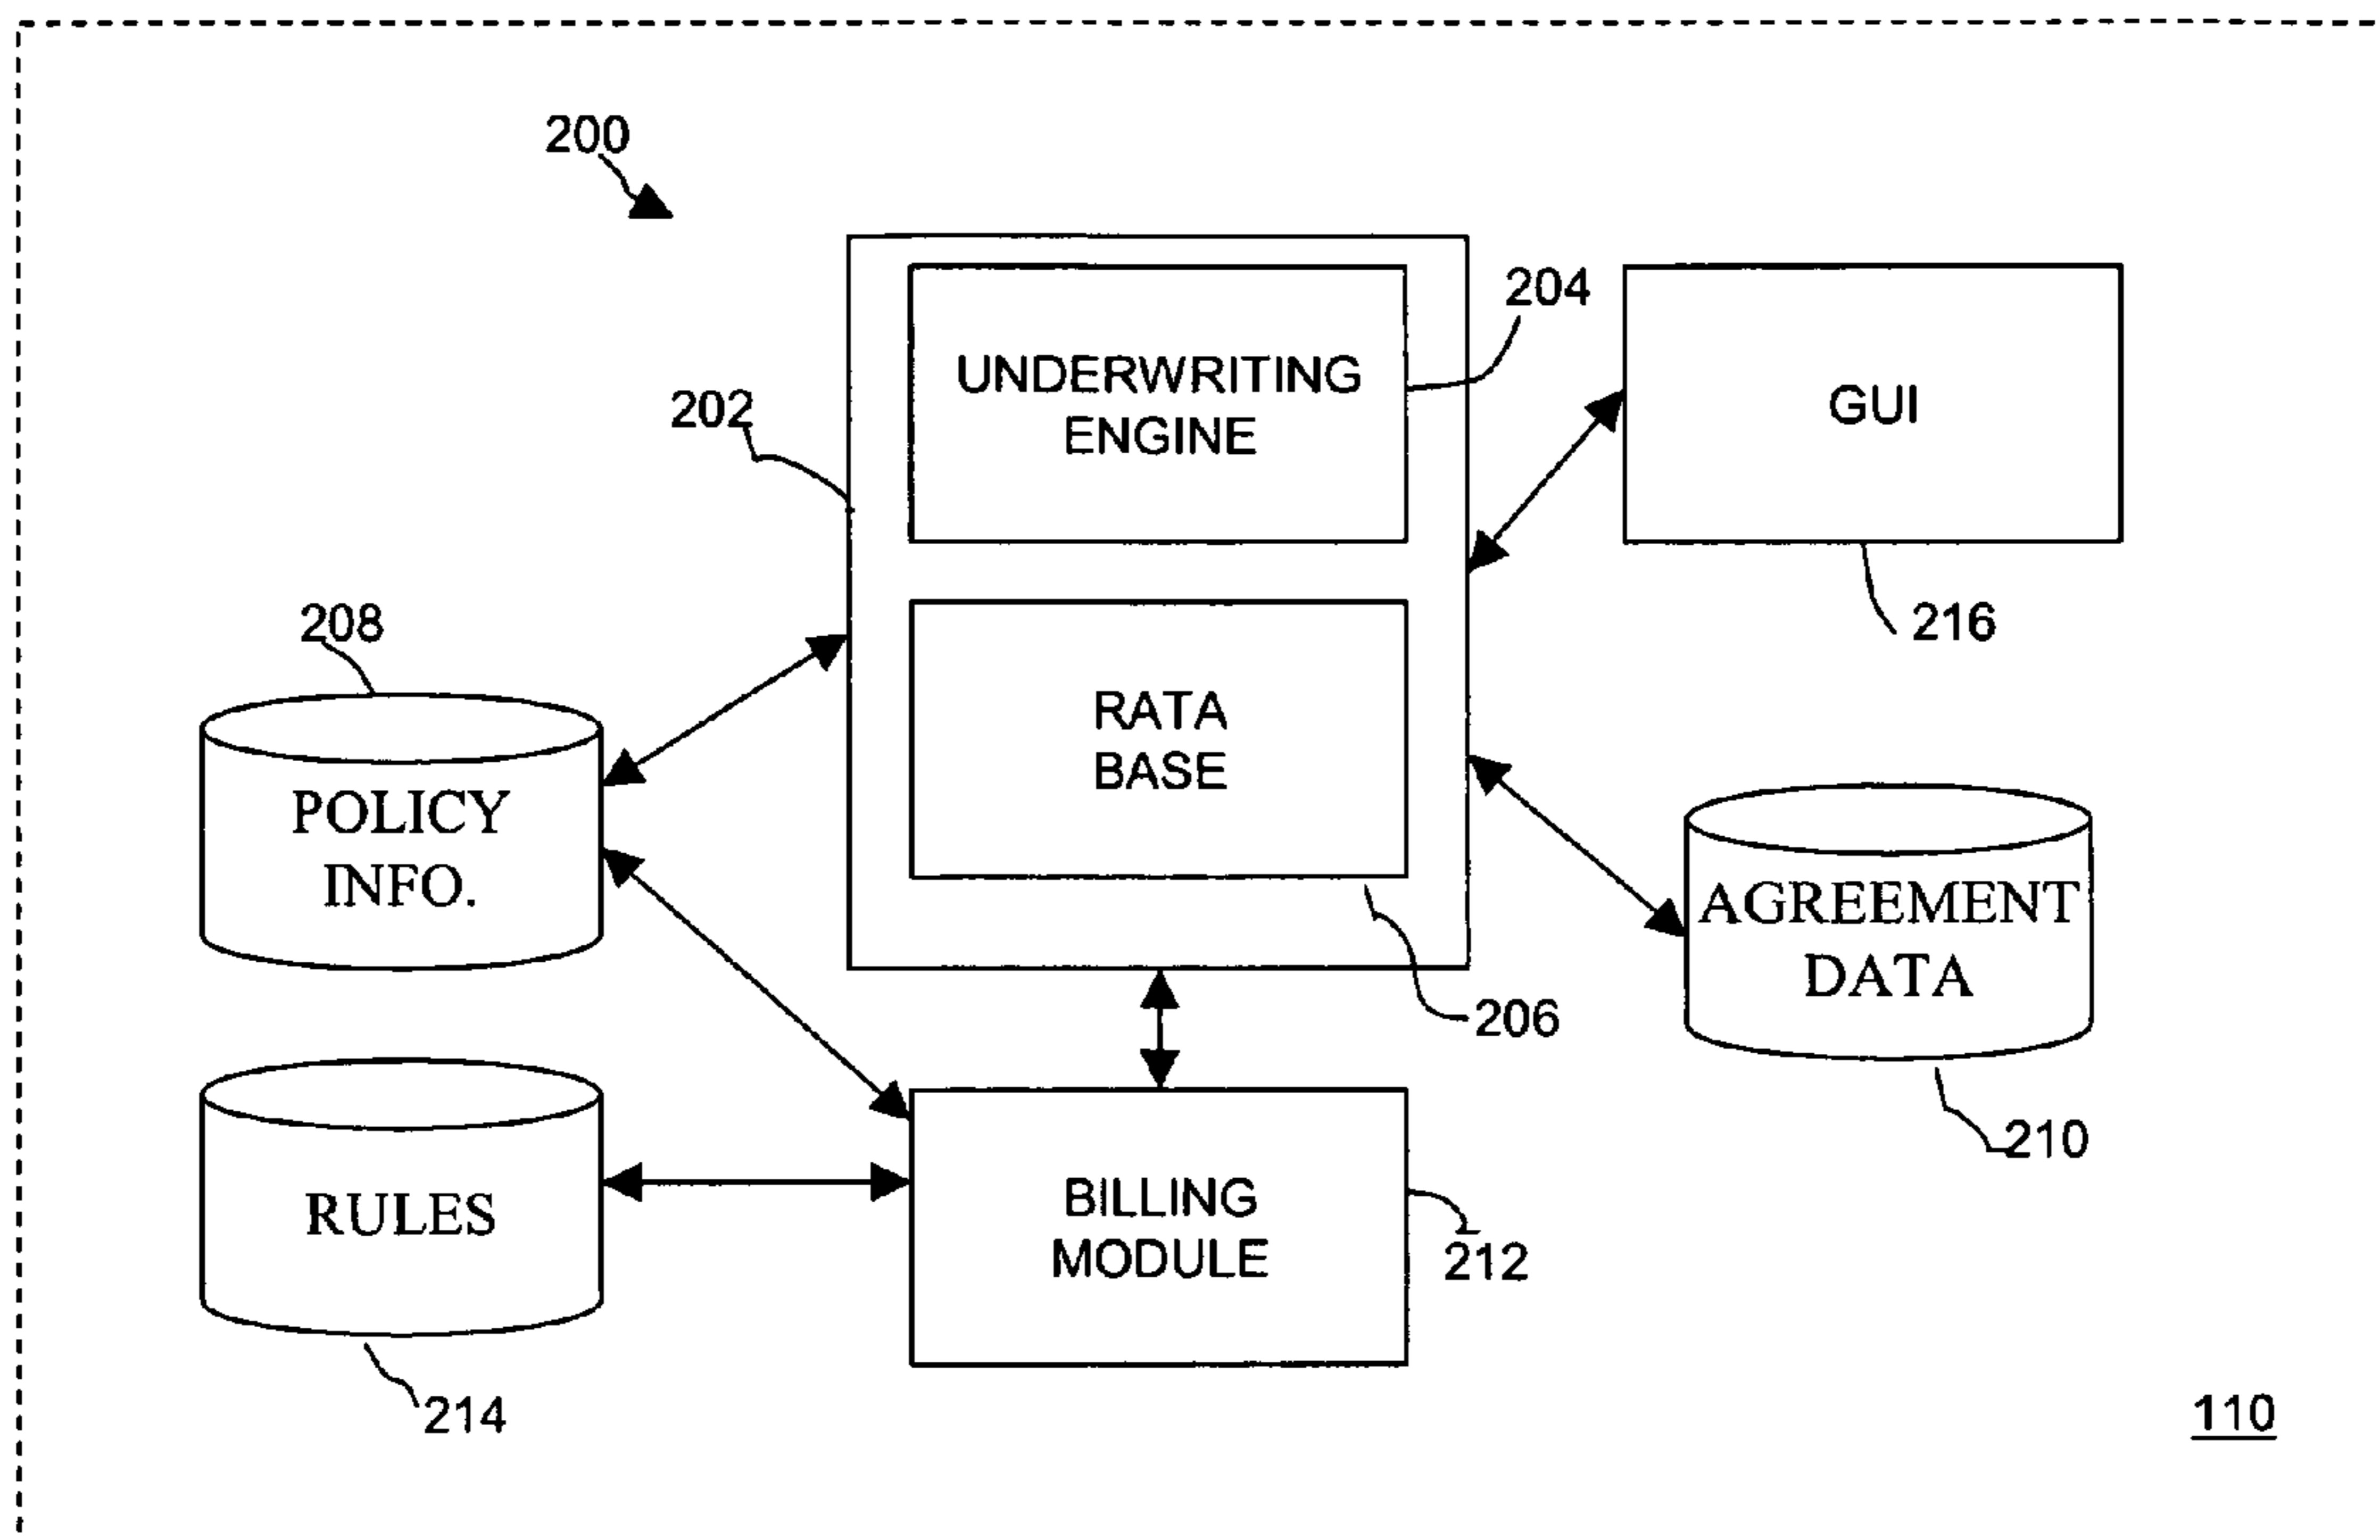 200
UNDERWRITING
ENGINE
204
GUI
202
216
208
RATA
BASE
POLICY
INFO.
AGREEMENT
DATA
206
210
RULES
BILLING
MODULE
212
214
110